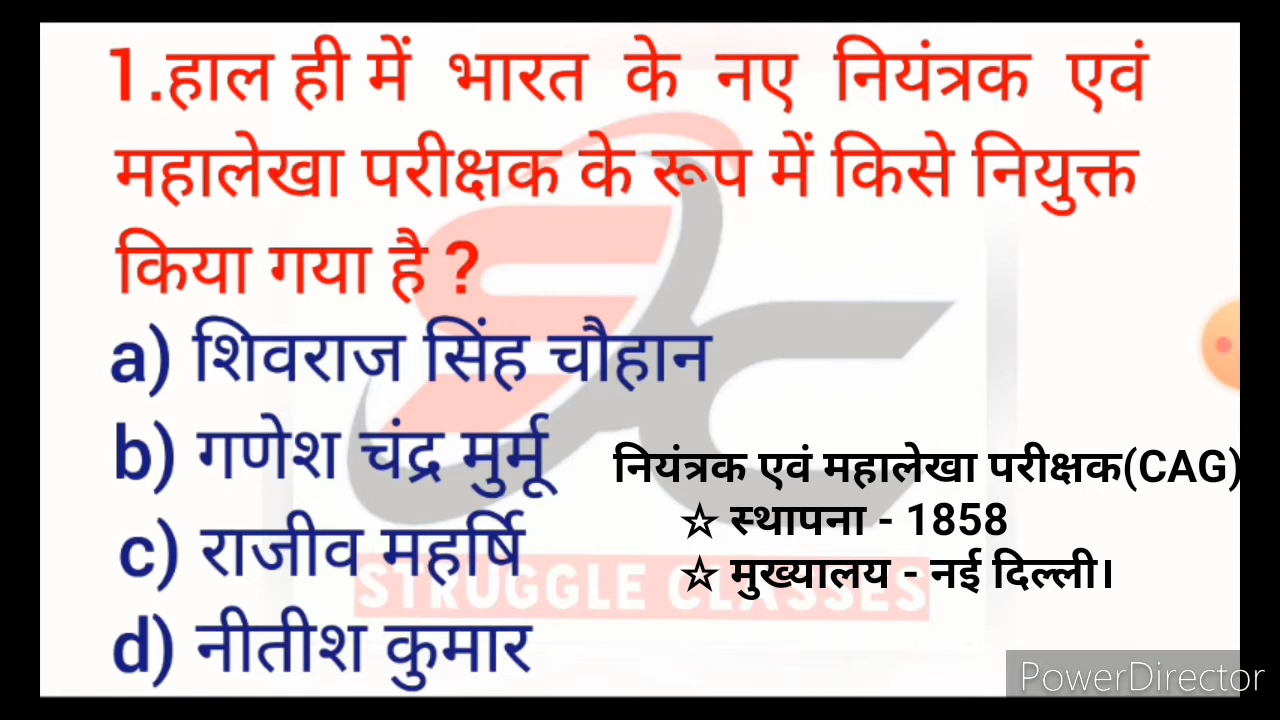 1.हाल ही में भारत के नए नियंत्रक एवं
महालेखा परीक्षक के रूप में किसे नियुक्त
किया गया है ?
a) शिवराज सिंह चौहान
b) गणेश चंद्र मुर्मू
c) राजीव महर्षि
d) नीतीश कुमार
नियंत्रक एवं महालेखा परीक्षक(CAG)
☆ स्थापना - 1858
☆ मुख्यालय - नई दिल्ली।
STRUGGLE CLASSES
PowerDirector